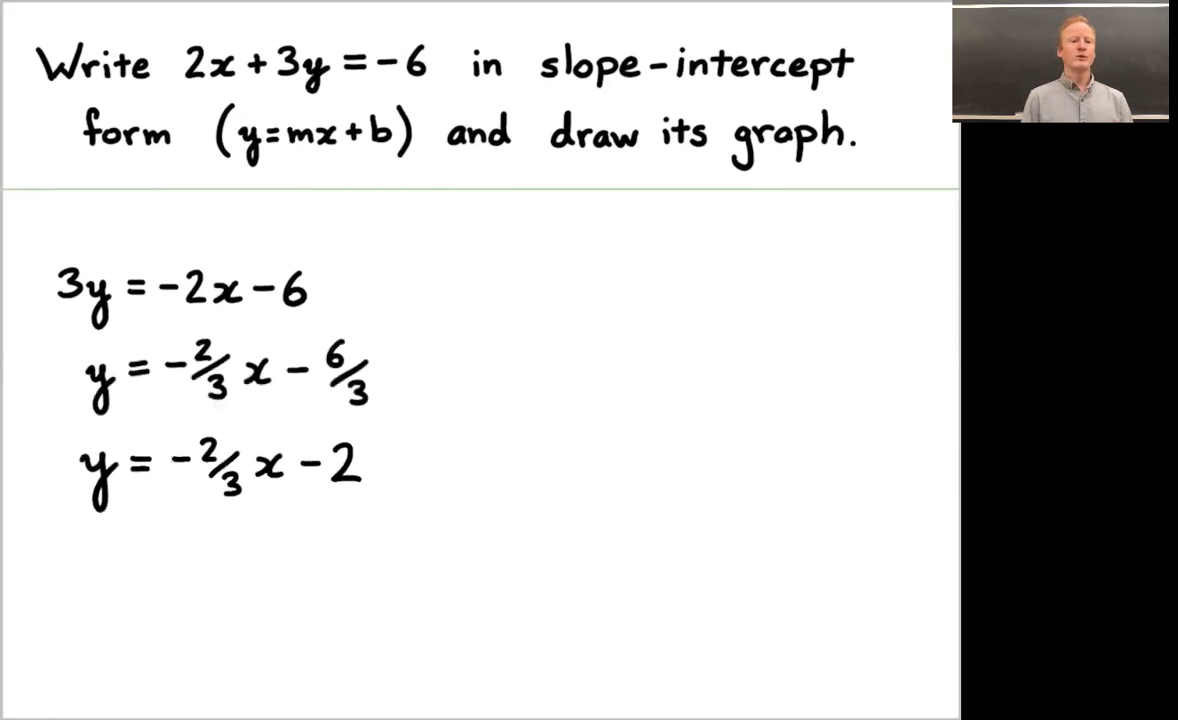 Write 2x + 3y = -6 in slope-intercept
form (y=mx+b) and draw its graph.
3y = -2x - 6
y = -2/3 x - 6/3
y = -2/3 x - 2